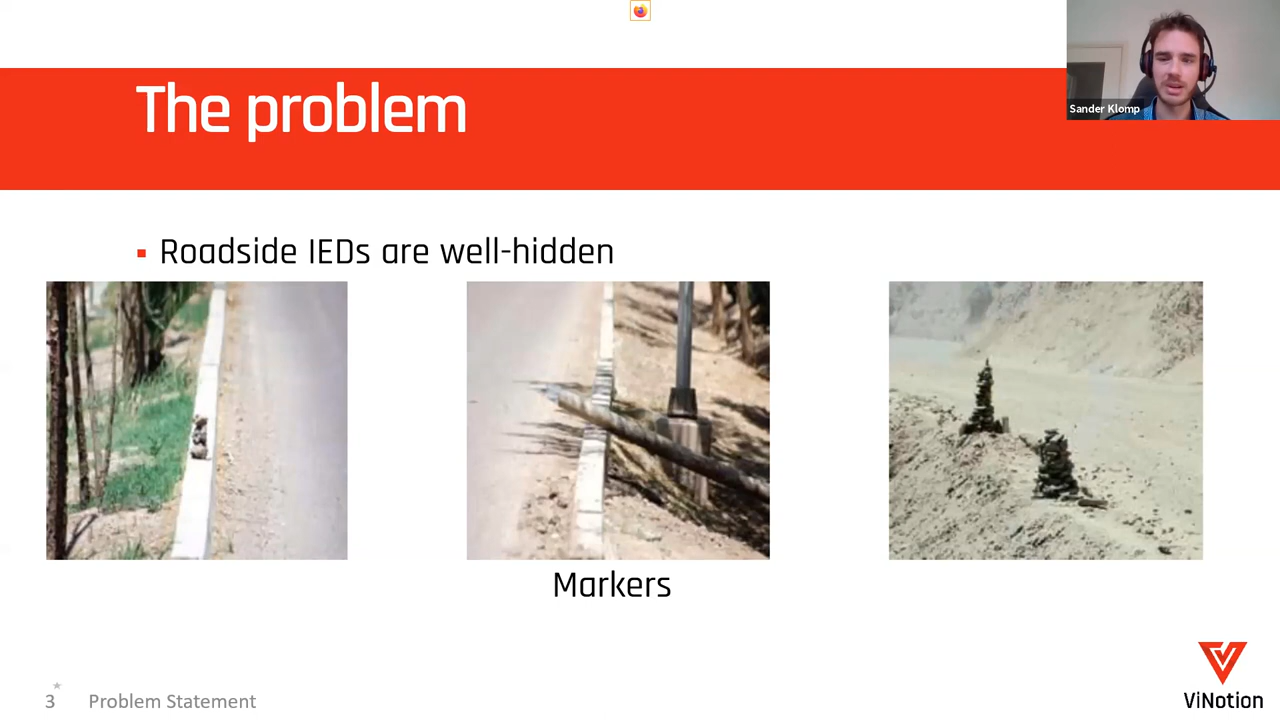 The problem
Sander Klomp
Roadside IEDs are well-hidden
Markers
3
*
Problem Statement
ViNotion